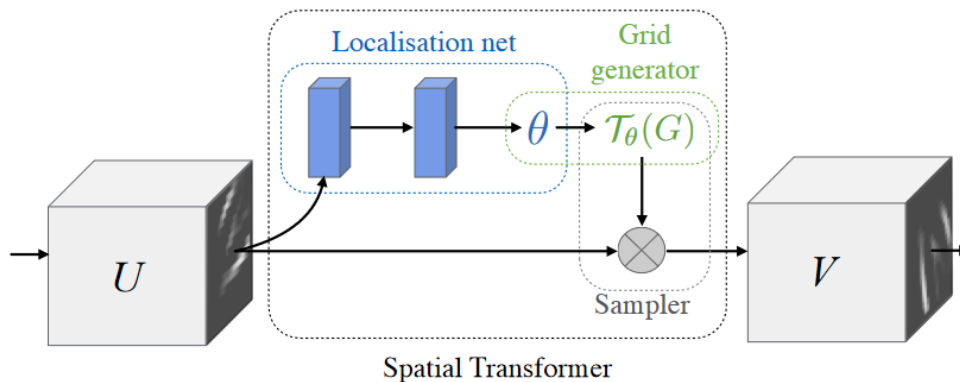 Localisation net
Grid
generator
θ
𝒯θ(G)
U
V
Sampler
Spatial Transformer